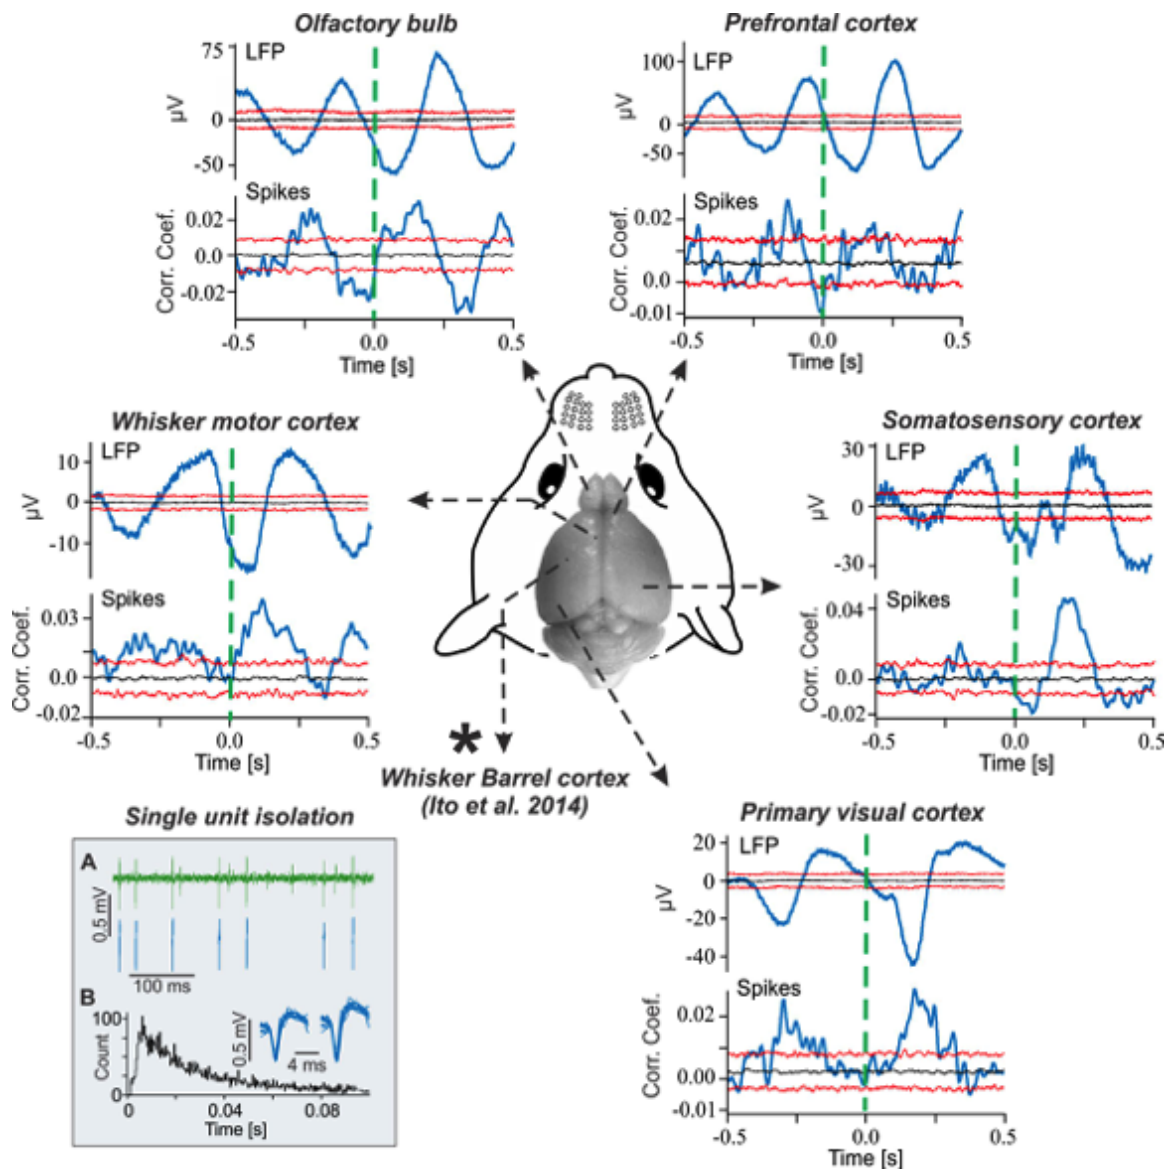 Olfactory bulb
LFP
75
0
-50
µV
Spikes
0.02
0.0
-0.02
Corr. Coef.
-0.5 0.0 0.5
Time [s]
Prefrontal cortex
LFP
100
0
-50
µV
Spikes
0.02
0.0
-0.01
Corr. Coef.
-0.5 0.0 0.5
Time [s]
Whisker motor cortex
LFP
10
0
-10
µV
Spikes
0.03
0.0
-0.02
Corr. Coef.
-0.5 0.0 0.5
Time [s]
Somatosensory cortex
LFP
30
0
-30
µV
Spikes
0.04
0.0
-0.02
Corr. Coef.
-0.5 0.0 0.5
Time [s]
*
Whisker Barrel cortex
(Ito et al. 2014)
Single unit isolation
A
0.5 mV
100 ms
B
100
0
Count
0.5 mV
4 ms
0 0.04 0.08
Time [s]
Primary visual cortex
LFP
20
0
-20
-40
µV
Spikes
0.02
0.00
-0.01
Corr. Coef.
-0.5 0.0 0.5
Time [s]